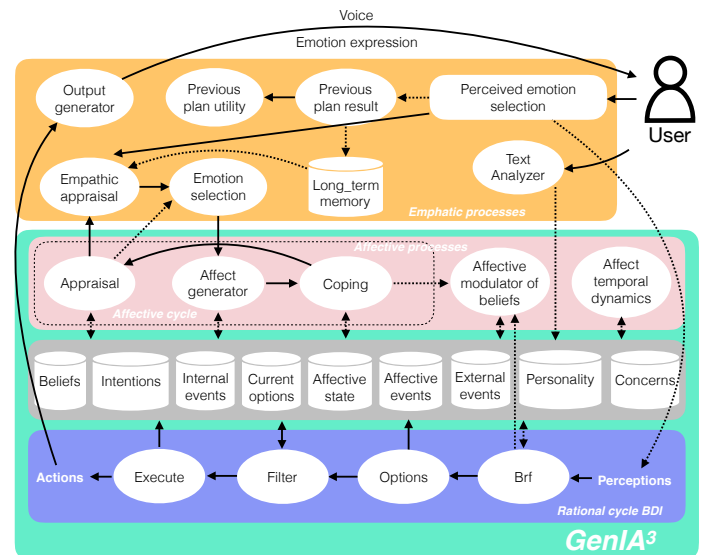 Voice
Emotion expression
Output
generator
Previous
plan utility
Previous
plan result
Perceived emotion
selection
User
Text
Analyzer
Empathic
appraisal
Emotion
selection
Long_term
memory
Emphatic processes
Affective processes
Appraisal
Affect
generator
Coping
Affective
modulator of
beliefs
Affect
temporal
dynamics
Affective cycle
Beliefs
Intentions
Internal
events
Current
options
Affective
state
Affective
events
External
events
Personality
Concerns
Actions
Execute
Filter
Options
Brf
Perceptions
Rational cycle BDI
GenIA³